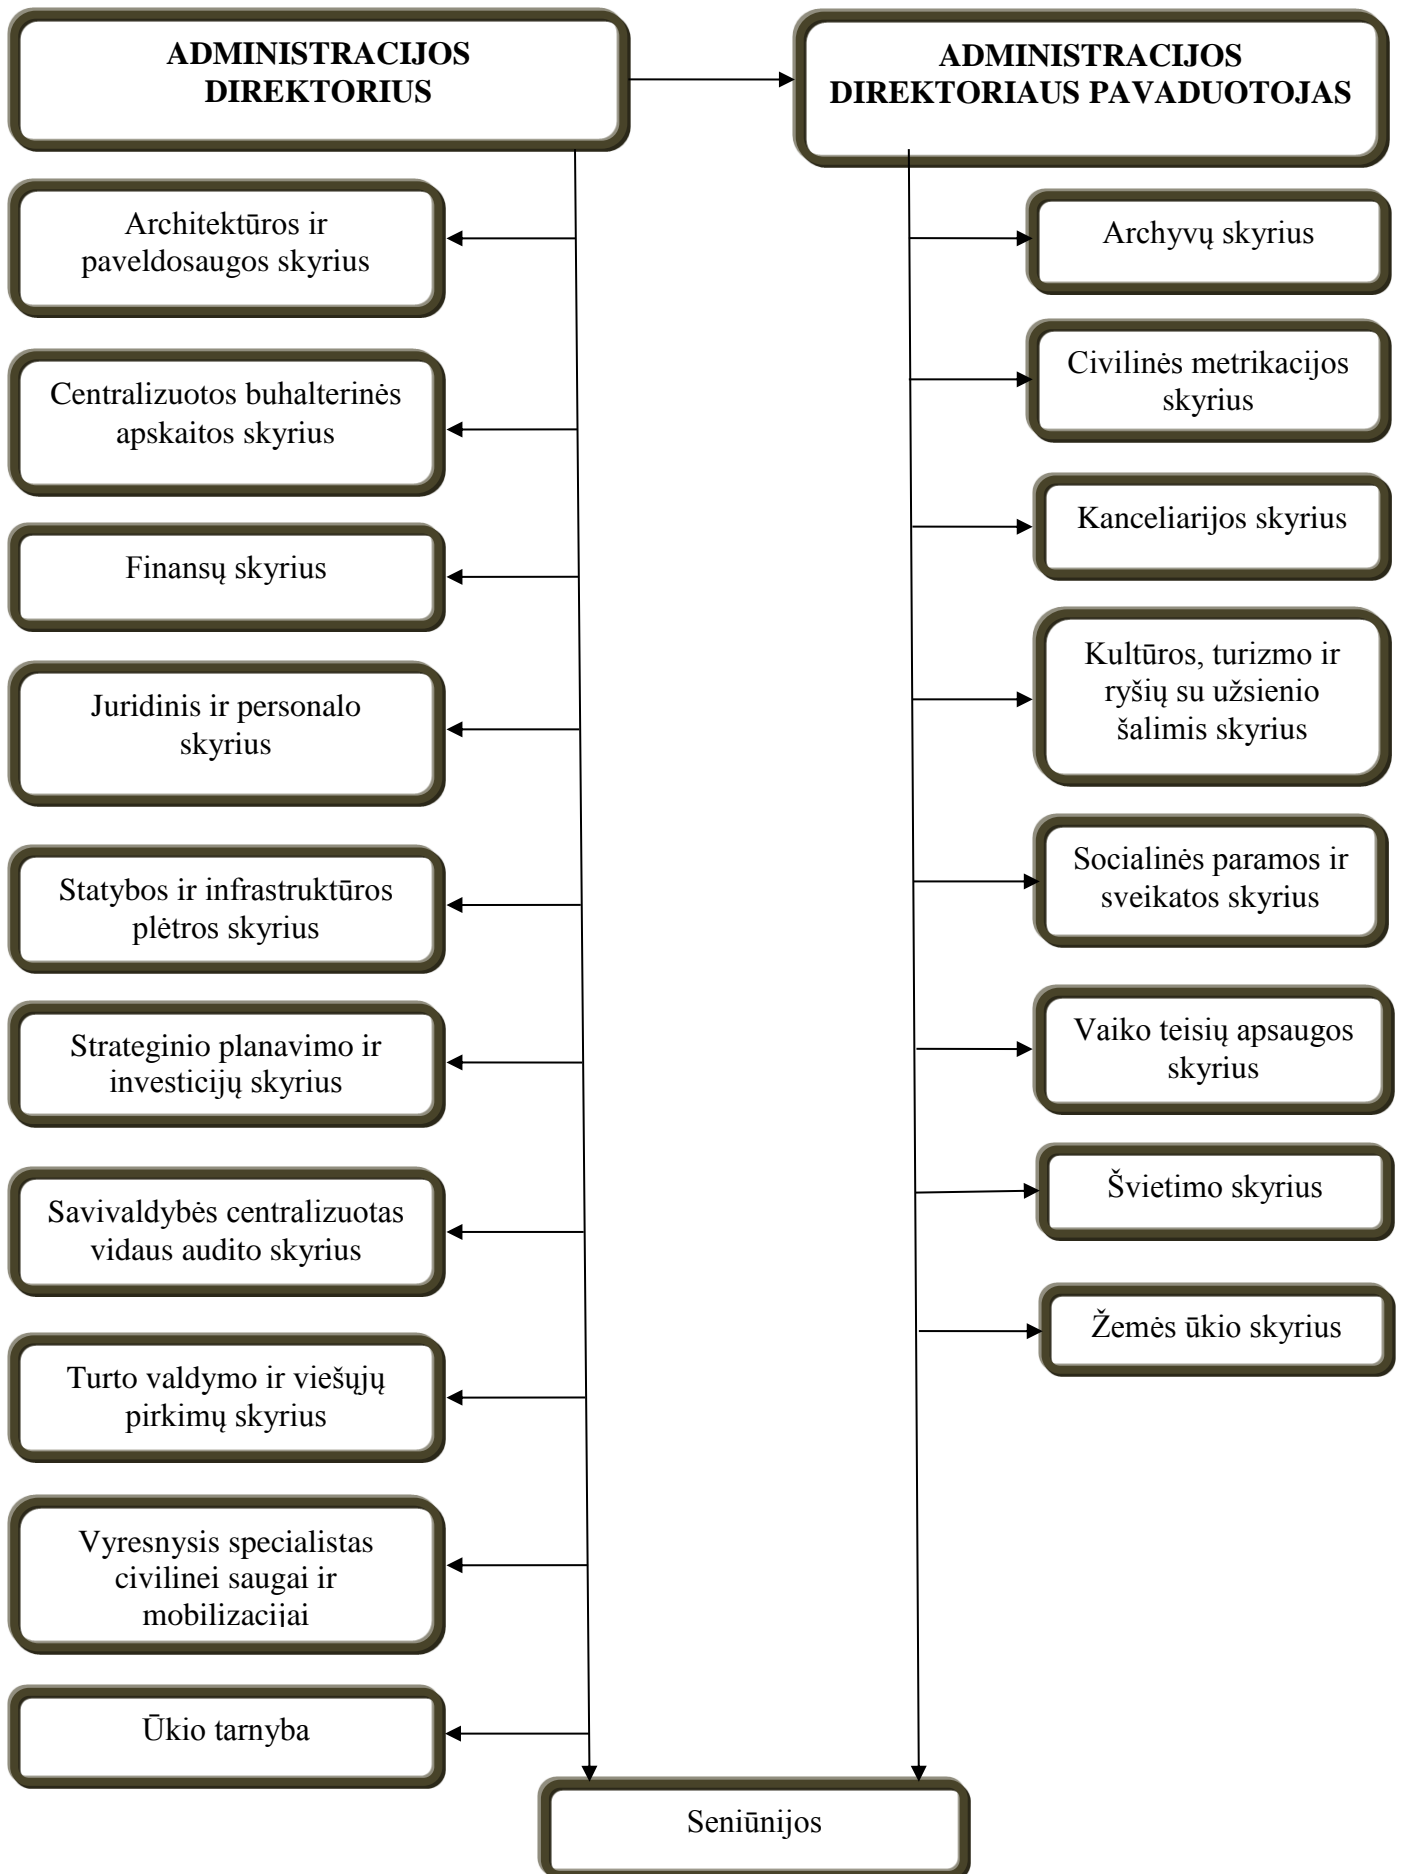 ADMINISTRACIJOS
DIREKTORIUS
ADMINISTRACIJOS
DIREKTORIAUS PAVADUOTOJAS
Architektūros ir
paveldosaugos skyrius
Centralizuotos buhalterinės
apskaitos skyrius
Finansų skyrius
Juridinis ir personalo
skyrius
Statybos ir infrastruktūros
plėtros skyrius
Strateginio planavimo ir
investicijų skyrius
Savivaldybės centralizuotas
vidaus audito skyrius
Turto valdymo ir viešųjų
pirkimų skyrius
Vyresnysis specialistas
civilinei saugai ir
mobilizacijai
Ūkio tarnyba
Archyvų skyrius
Civilinės metrikacijos
skyrius
Kanceliarijos skyrius
Kultūros, turizmo ir
ryšių su užsienio
šalimis skyrius
Socialinės paramos ir
sveikatos skyrius
Vaiko teisių apsaugos
skyrius
Švietimo skyrius
Žemės ūkio skyrius
Seniūnijos